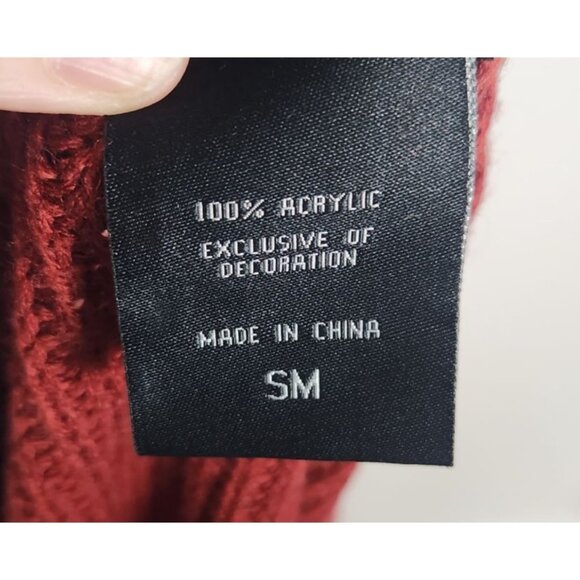 100% ACRYLIC
EXCLUSIVE OF
DECORATION
MADE IN CHINA
SM